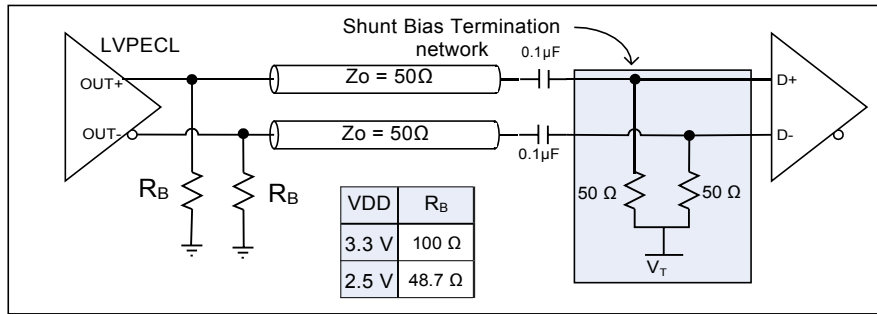 Shunt Bias Termination
network
LVPECL
0.1µF
OUT+
Zo = 50Ω
D+
OUT-
Zo = 50Ω
D-
0.1µF
RB
RB
50 Ω
50 Ω
VDD RB
3.3 V 100 Ω
2.5 V 48.7 Ω
VT